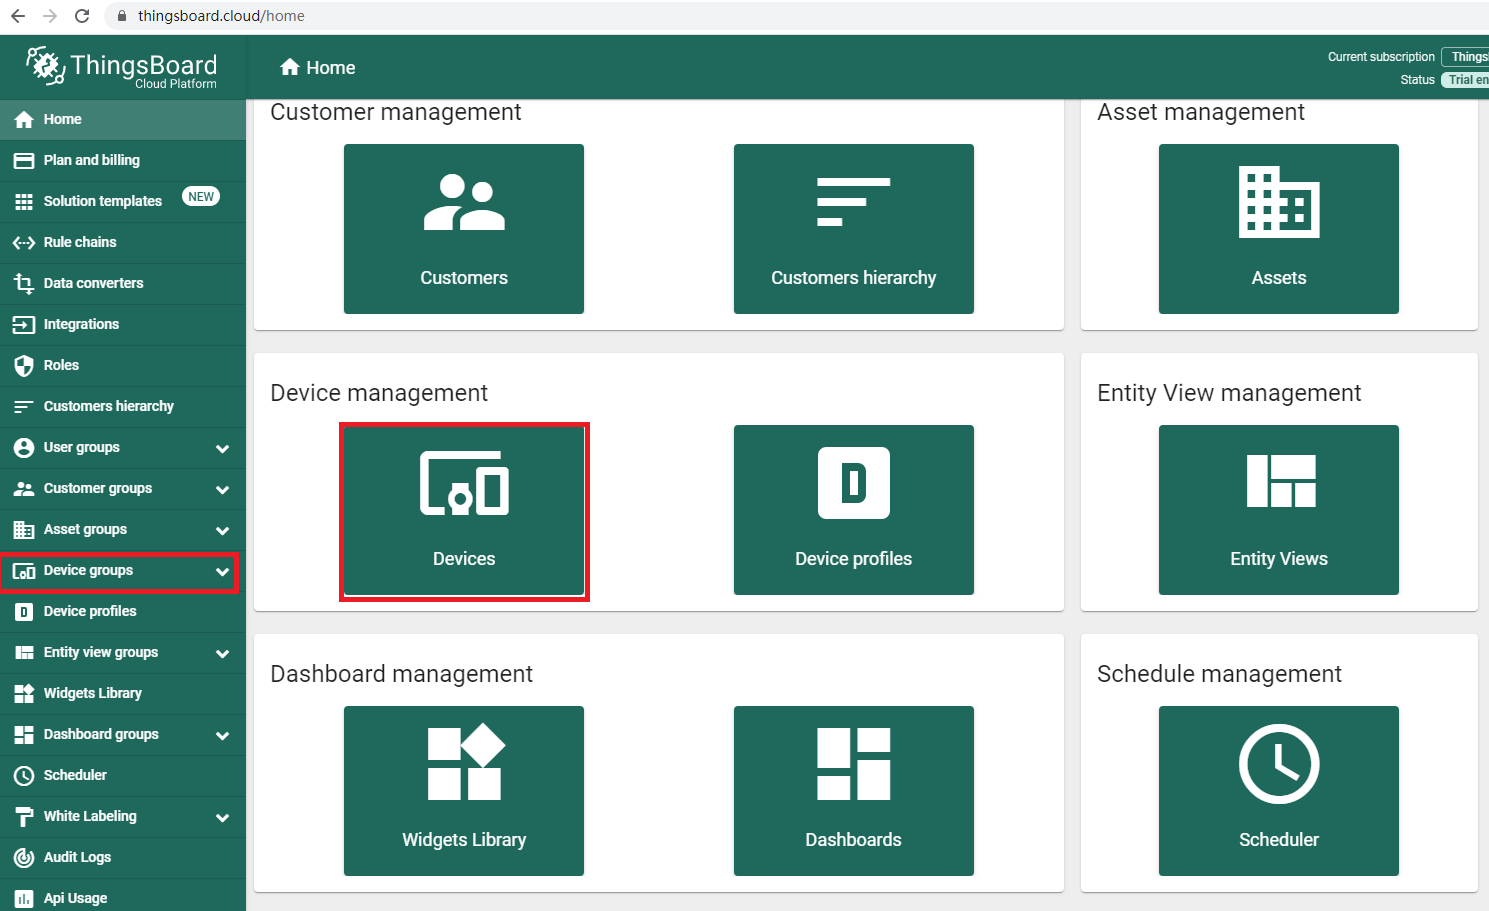 thingsboard.cloud/home
ThingsBoard
Cloud Platform
Home
Current subscription
Things
Status
Trial en
Home
Plan and billing
Solution templates NEW
Rule chains
Data converters
Integrations
Roles
Customers hierarchy
User groups
Customer groups
Asset groups
Device groups
Device profiles
Entity view groups
Widgets Library
Dashboard groups
Scheduler
White Labeling
Audit Logs
Api Usage
Customer management
Customers
Customers hierarchy
Asset management
Assets
Device management
Devices
D
Device profiles
Entity View management
Entity Views
Dashboard management
Widgets Library
Dashboards
Schedule management
Scheduler